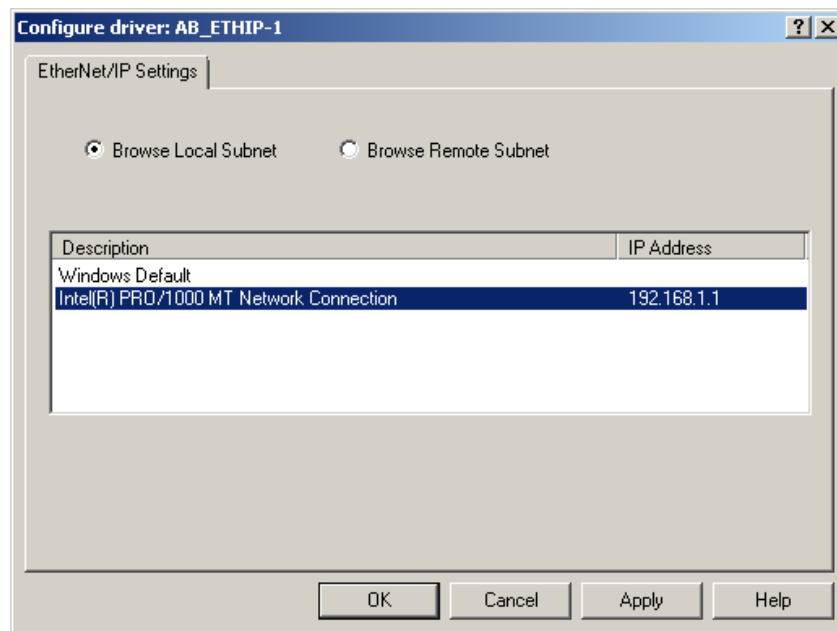 Configure driver: AB_ETHIP-1
EtherNet/IP Settings
Browse Local Subnet Browse Remote Subnet
Description IP Address
Windows Default
Intel(R) PRO/1000 MT Network Connection 192.168.1.1
OK Cancel Apply Help